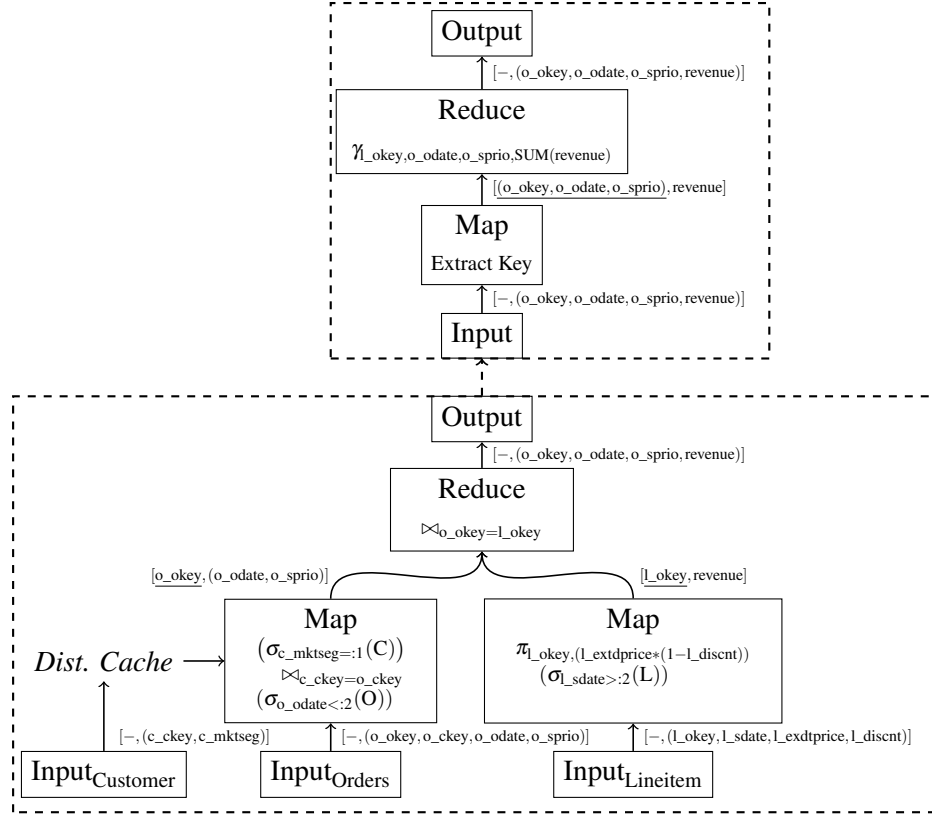 Output
[−,(o_okey,o_odate,o_sprio,revenue)]
Reduce
γl_okey,o_odate,o_sprio,SUM(revenue)
[(o_okey,o_odate,o_sprio),revenue]
Map
Extract Key
[−,(o_okey,o_odate,o_sprio,revenue)]
Input
Output
[−,(o_okey,o_odate,o_sprio,revenue)]
Reduce
⋈o_okey=l_okey
[o_okey,(o_odate,o_sprio)]
[l_okey,revenue]
Map
(σc_mktseg=:1(C))
⋈c_ckey=o_ckey
(σo_odate<:2(O))
Map
πl_okey,(l_extdprice∗(1−l_discnt))
(σl_sdate>:2(L))
Dist. Cache
[−,(c_ckey,c_mktseg)]
[−,(o_okey,o_ckey,o_odate,o_sprio)]
[−,(l_okey,l_sdate,l_exdtprice,l_discnt)]
InputCustomer
InputOrders
InputLineitem